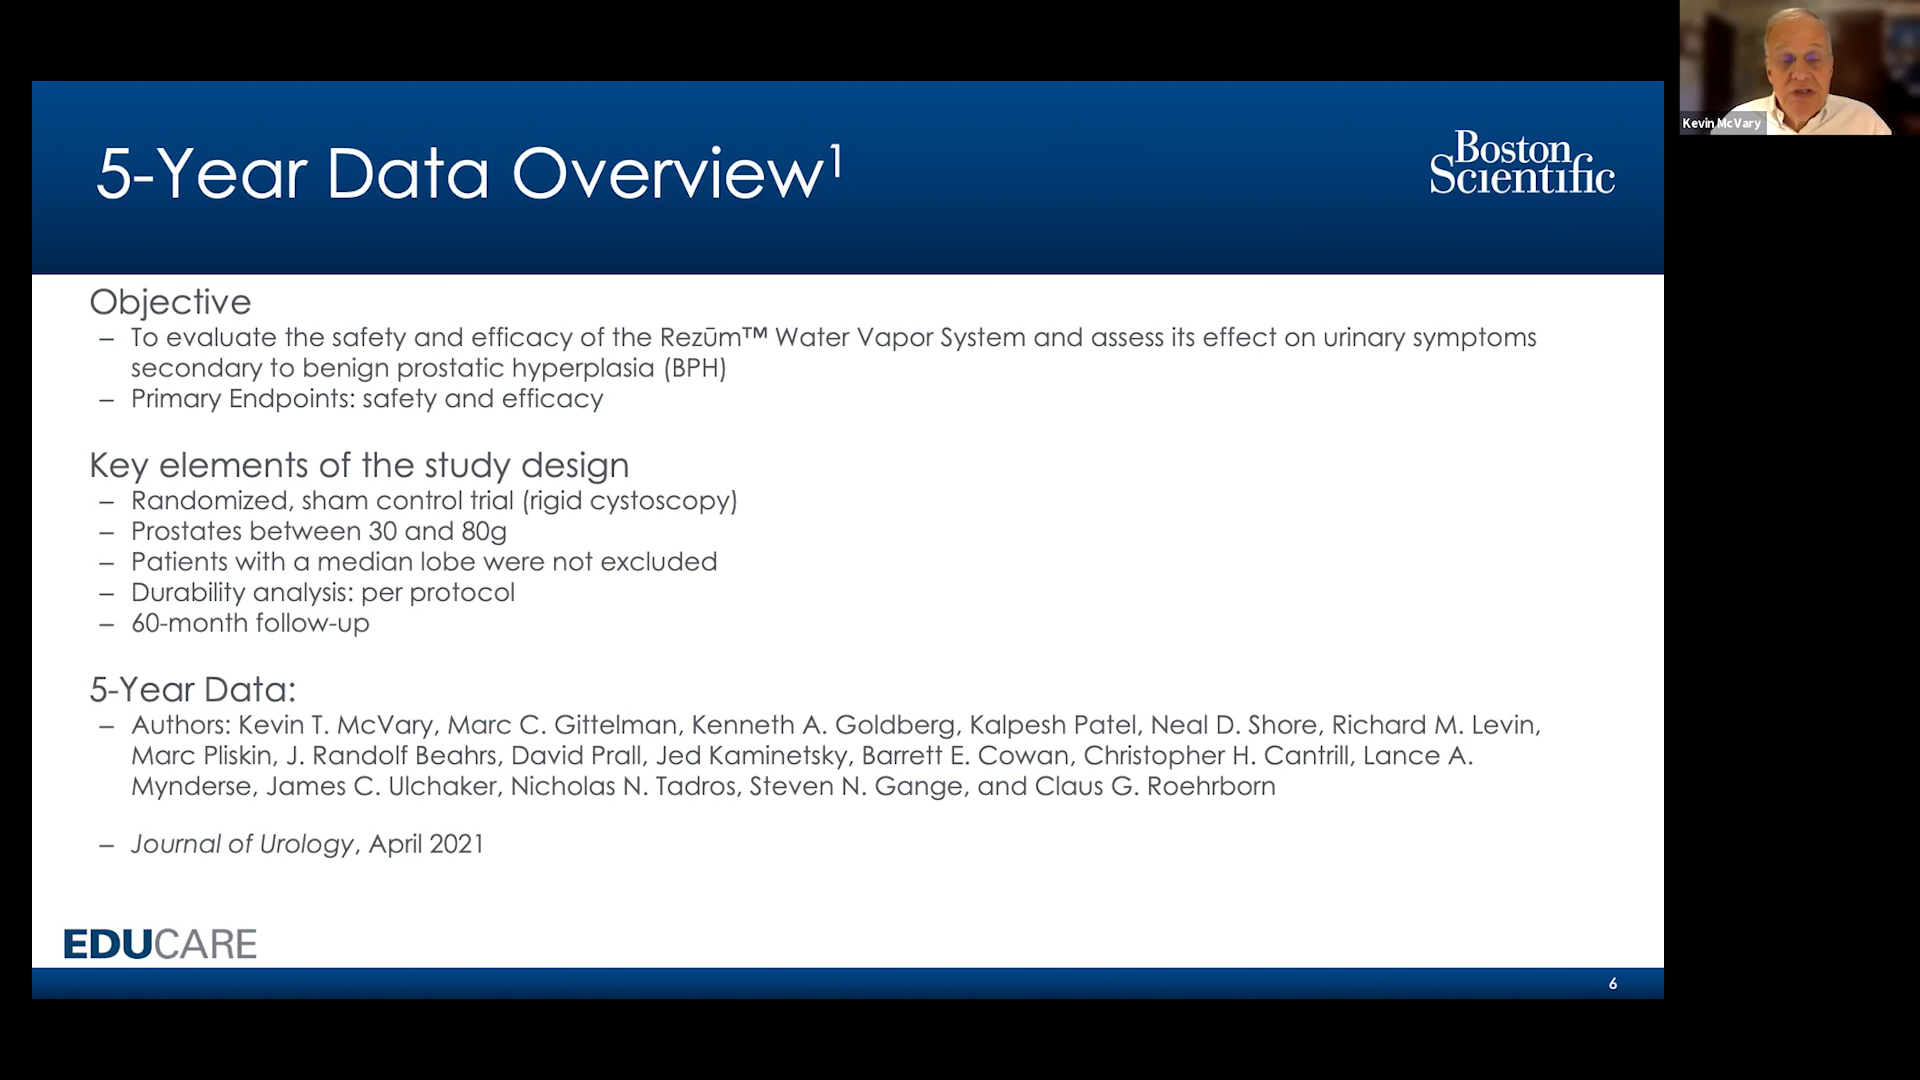 Kevin McVary
5-Year Data Overview¹
Boston
Scientific
Objective
– To evaluate the safety and efficacy of the Rezūm™ Water Vapor System and assess its effect on urinary symptoms
secondary to benign prostatic hyperplasia (BPH)
– Primary Endpoints: safety and efficacy
Key elements of the study design
– Randomized, sham control trial (rigid cystoscopy)
– Prostates between 30 and 80g
– Patients with a median lobe were not excluded
– Durability analysis: per protocol
– 60-month follow-up
5-Year Data:
– Authors: Kevin T. McVary, Marc C. Gittelman, Kenneth A. Goldberg, Kalpesh Patel, Neal D. Shore, Richard M. Levin,
Marc Pliskin, J. Randolf Beahrs, David Prall, Jed Kaminetsky, Barrett E. Cowan, Christopher H. Cantrill, Lance A.
Mynderse, James C. Ulchaker, Nicholas N. Tadros, Steven N. Gange, and Claus G. Roehrborn
– Journal of Urology, April 2021
EDUCARE
6